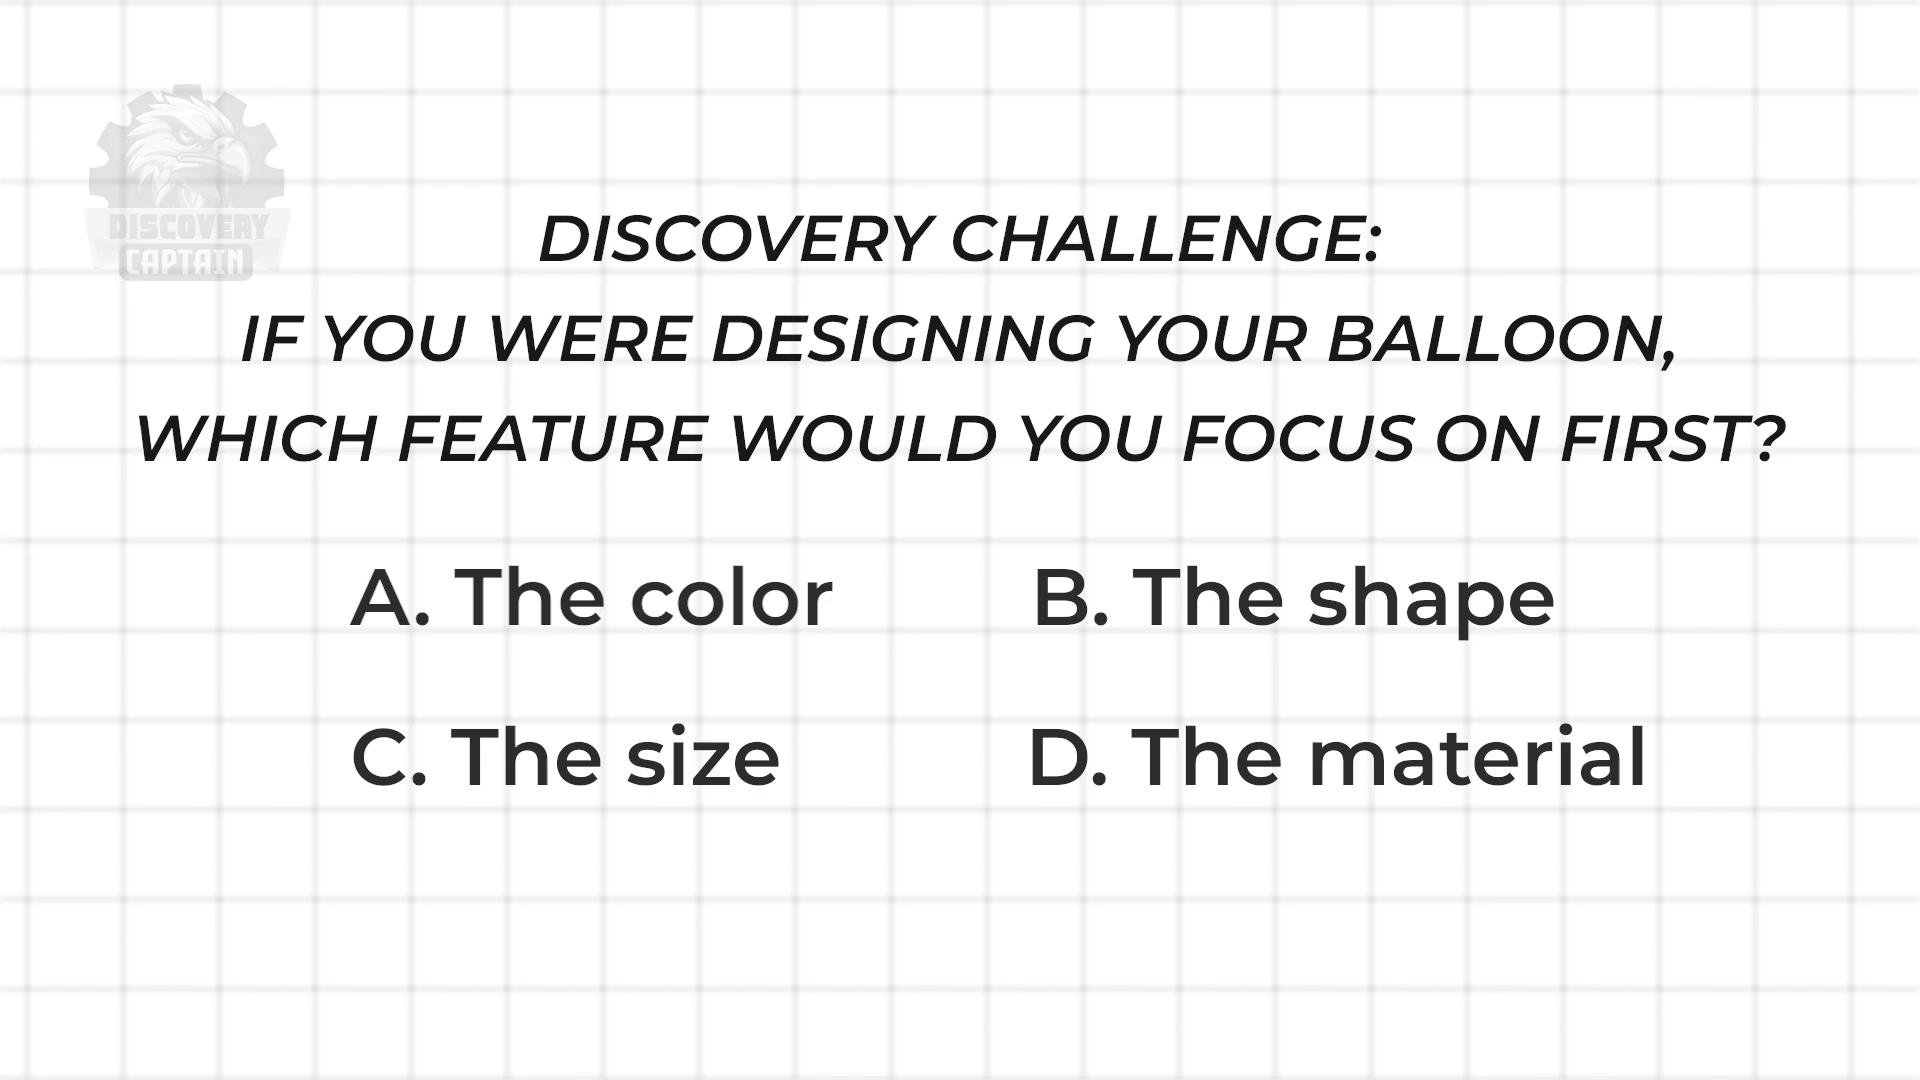 DISCOVERY
CAPTAIN
DISCOVERY CHALLENGE:
IF YOU WERE DESIGNING YOUR BALLOON,
WHICH FEATURE WOULD YOU FOCUS ON FIRST?
A. The color
B. The shape
C. The size
D. The material